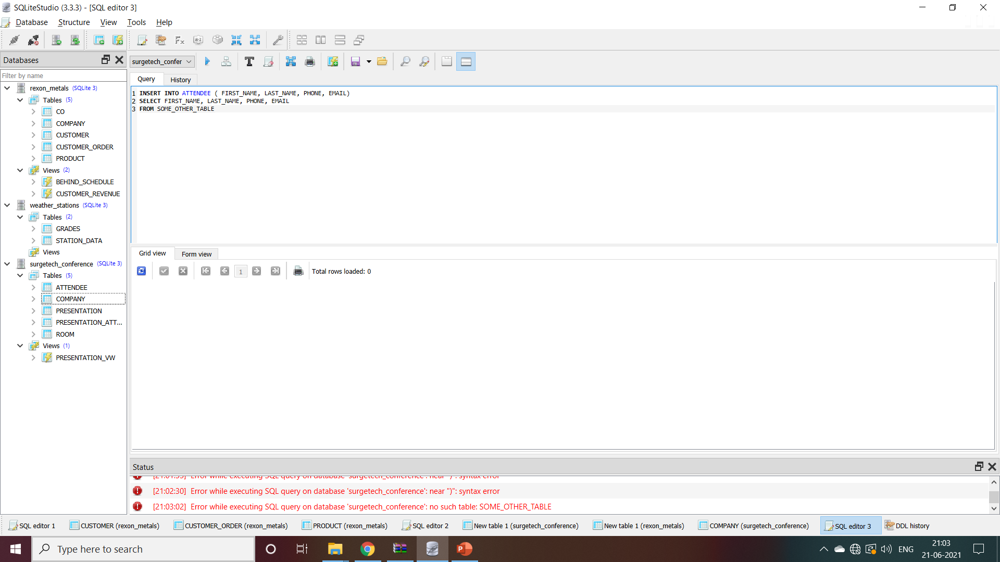 SQLiteStudio (3.3.3) - [SQL editor 3]
Database Structure View Tools Help
Databases
surgetech_confer
Filter by name
Query History
rexon_metals (SQLite 3)
Tables (5)
CO
COMPANY
CUSTOMER
CUSTOMER_ORDER
PRODUCT
Views (2)
BEHIND_SCHEDULE
CUSTOMER_REVENUE
weather_stations (SQLite 3)
Tables (2)
GRADES
STATION_DATA
Views
surgetech_conference (SQLite 3)
Tables (5)
ATTENDEE
COMPANY
PRESENTATION
PRESENTATION_ATT...
ROOM
Views (1)
PRESENTATION_VW
1 INSERT INTO ATTENDEE ( FIRST_NAME, LAST_NAME, PHONE, EMAIL)
2 SELECT FIRST_NAME, LAST_NAME, PHONE, EMAIL
3 FROM SOME_OTHER_TABLE
Grid view Form view
1 Total rows loaded: 0
Status
[21:01:55] Error while executing SQL query on database 'surgetech_conference': near ")": syntax error
[21:02:30] Error while executing SQL query on database 'surgetech_conference': near ")": syntax error
[21:03:02] Error while executing SQL query on database 'surgetech_conference': no such table: SOME_OTHER_TABLE
SQL editor 1 CUSTOMER (rexon_metals) CUSTOMER_ORDER (rexon_metals) PRODUCT (rexon_metals) SQL editor 2 New table 1 (surgetech_conference) New table 1 (rexon_metals) COMPANY (surgetech_conference) SQL editor 3 DDL history
Type here to search
ENG
21:03
21-06-2021